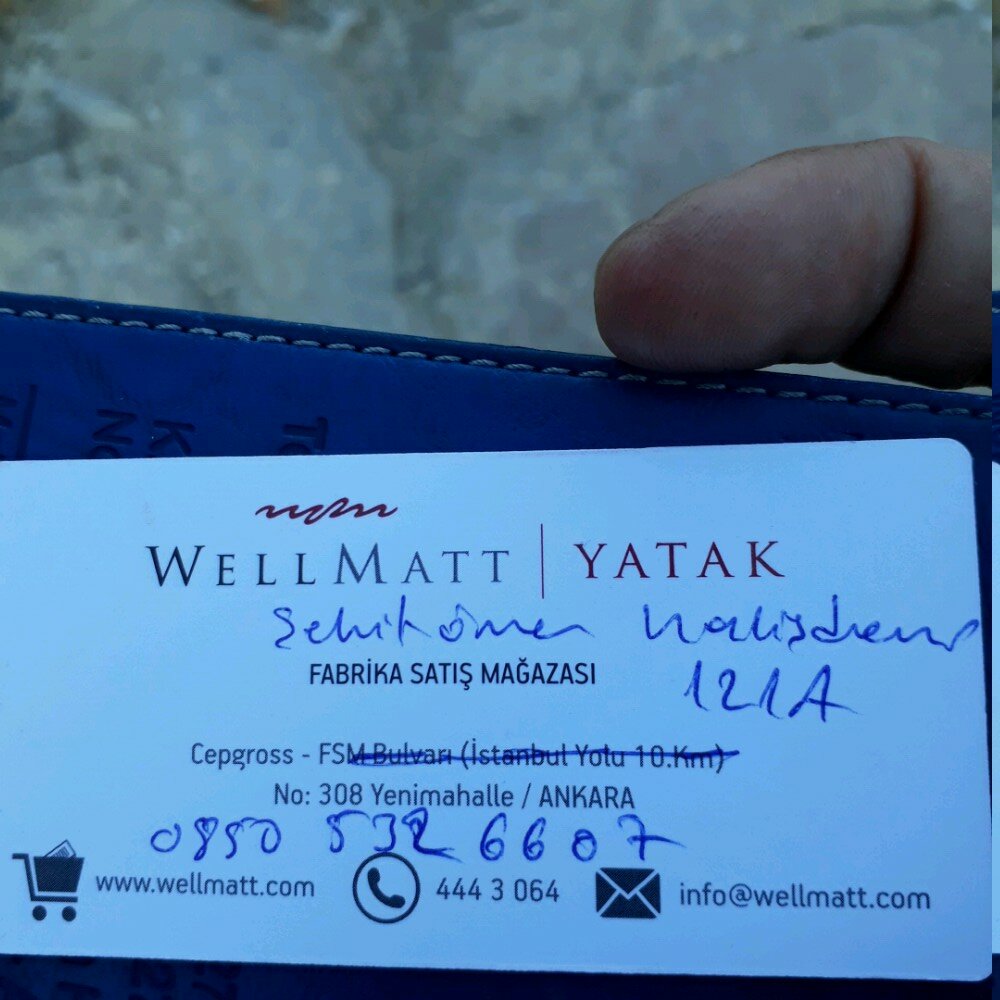 WELLMATT | YATAK
Şehit ömer Halisdemir
FABRİKA SATIŞ MAĞAZASI
121A
Cepgross - FSM Bulvarı (İstanbul Yolu 10.Km)
No: 308 Yenimahalle / ANKARA
0850 532 6607
www.wellmatt.com 444 3 064 info@wellmatt.com